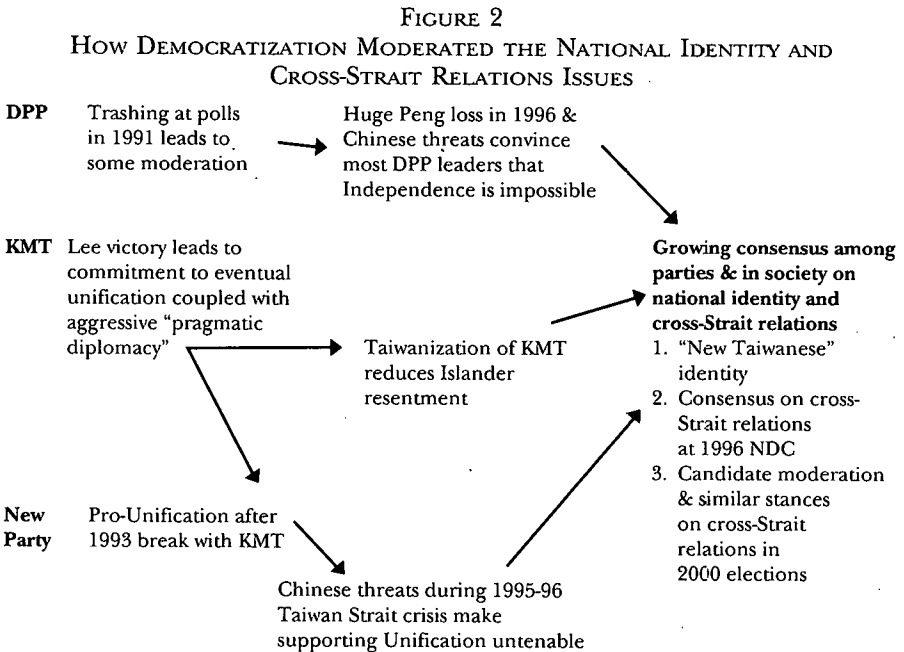 FIGURE 2
HOW DEMOCRATIZATION MODERATED THE NATIONAL IDENTITY AND
CROSS-STRAIT RELATIONS ISSUES
DPP
Trashing at polls
in 1991 leads to
some moderation
Huge Peng loss in 1996 &
Chinese threats convince
most DPP leaders that
Independence is impossible
KMT
Lee victory leads to
commitment to eventual
unification coupled with
aggressive “pragmatic
diplomacy”
Taiwanization of KMT
reduces Islander
resentment
New
Party
Pro-Unification after
1993 break with KMT
Chinese threats during 1995-96
Taiwan Strait crisis make
supporting Unification untenable
Growing consensus among
parties & in society on
national identity and
cross-Strait relations
1. “New Taiwanese”
identity
2. Consensus on cross-
Strait relations
at 1996 NDC
3. Candidate moderation
& similar stances
on cross-Strait
relations in
2000 elections